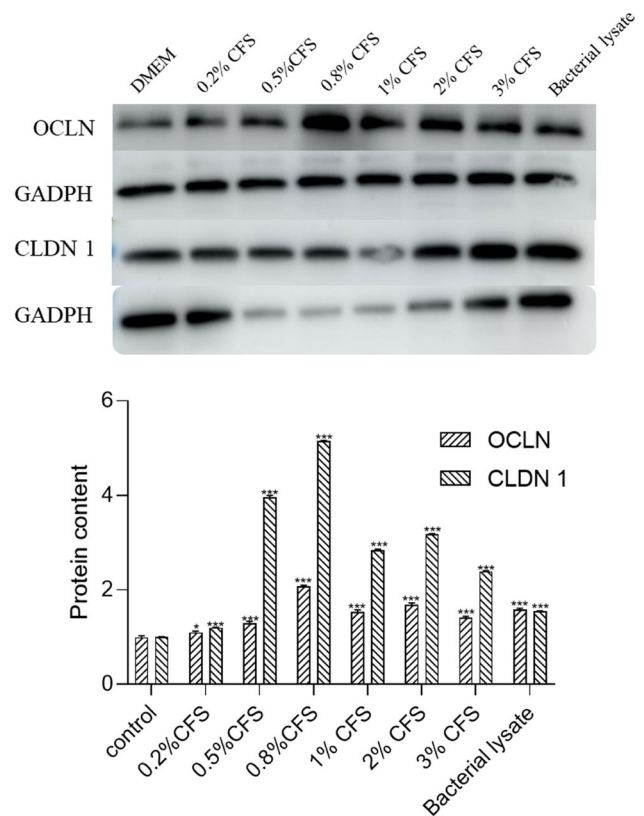 DMEM
0.2% CFS
0.5%CFS
0.8% CFS
1% CFS
2% CFS
3% CFS
Bacterial lysate
OCLN
GADPH
CLDN 1
GADPH
Protein content
6
4
2
0
OCLN
CLDN 1
* *** *** *** *** *** *** *** *** *** *** *** *** ***
control
0.2%CFS
0.5%CFS
0.8%CFS
1% CFS
2% CFS
3% CFS
Bacterial lysate